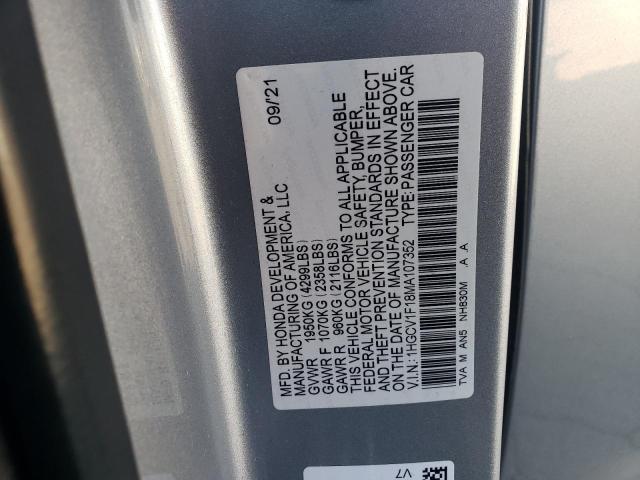 MFD. BY HONDA DEVELOPMENT & 09/21
MANUFACTURING OF AMERICA, LLC
GVWR 1950KG (4299LBS)
GAWR F 1070KG (2358LBS)
GAWR R 960KG (2116LBS)
THIS VEHICLE CONFORMS TO ALL APPLICABLE
FEDERAL MOTOR VEHICLE SAFETY, BUMPER,
AND THEFT PREVENTION STANDARDS IN EFFECT
ON THE DATE OF MANUFACTURE SHOWN ABOVE.
V.I.N.: 1HGCV1F18MA107352 TYPE: PASSENGER CAR
TVA M AN5 NH830M .A .A
V7